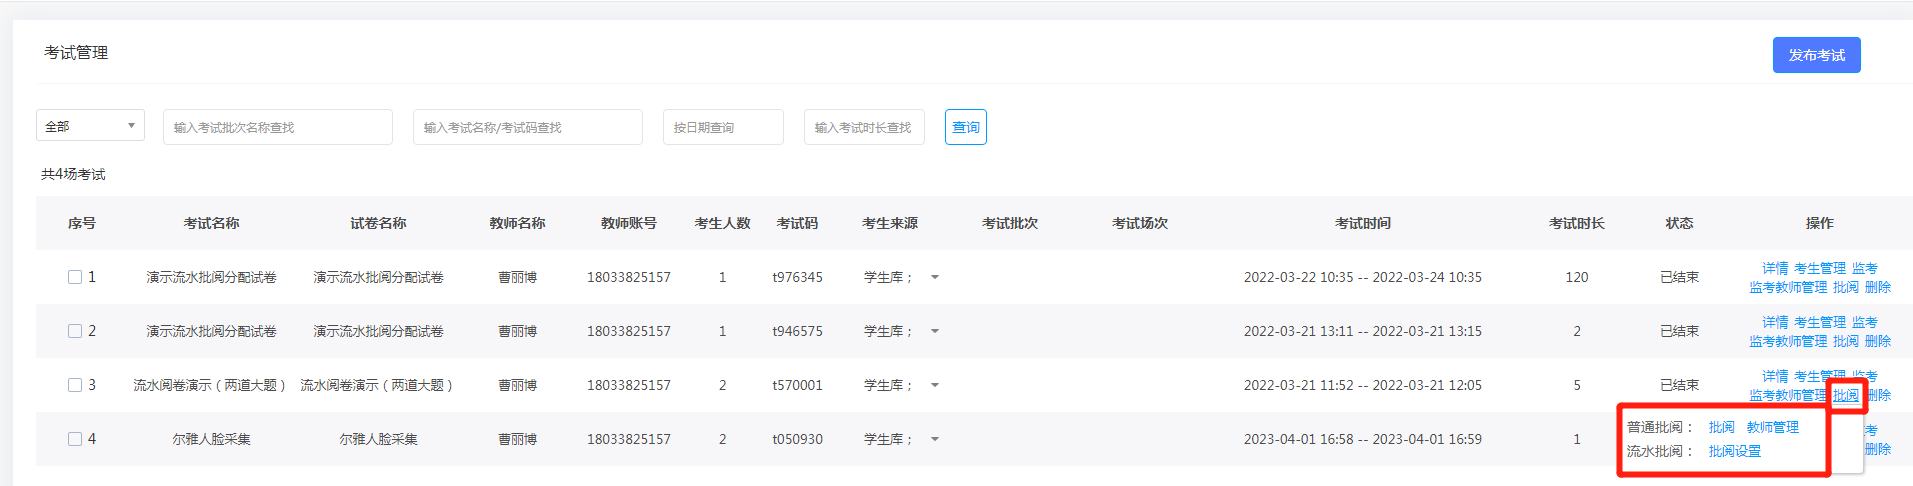 考试管理
发布考试
全部 输入考试批次名称查找 输入考试名称/考试码查找 按日期查询 输入考试时长查找 查询
共4场考试
序号 考试名称 试卷名称 教师名称 教师账号 考生人数 考试码 考生来源 考试批次 考试场次 考试时间 考试时长 状态 操作
1 演示流水批阅分配试卷 演示流水批阅分配试卷 曹丽博 18033825157 1 t976345 学生库； 2022-03-22 10:35 -- 2022-03-24 10:35 120 已结束 详情 考生管理 监考
监考教师管理 批阅 删除
2 演示流水批阅分配试卷 演示流水批阅分配试卷 曹丽博 18033825157 1 t946575 学生库； 2022-03-21 13:11 -- 2022-03-21 13:15 2 已结束 详情 考生管理 监考
监考教师管理 批阅 删除
3 流水阅卷演示（两道大题） 流水阅卷演示（两道大题） 曹丽博 18033825157 2 t570001 学生库； 2022-03-21 11:52 -- 2022-03-21 12:05 5 已结束 详情 考生管理 监考
监考教师管理 批阅 删除
4 尔雅人脸采集 尔雅人脸采集 曹丽博 18033825157 2 t050930 学生库； 2023-04-01 16:58 -- 2023-04-01 16:59 1 考
删除
普通批阅： 批阅 教师管理
流水批阅： 批阅设置